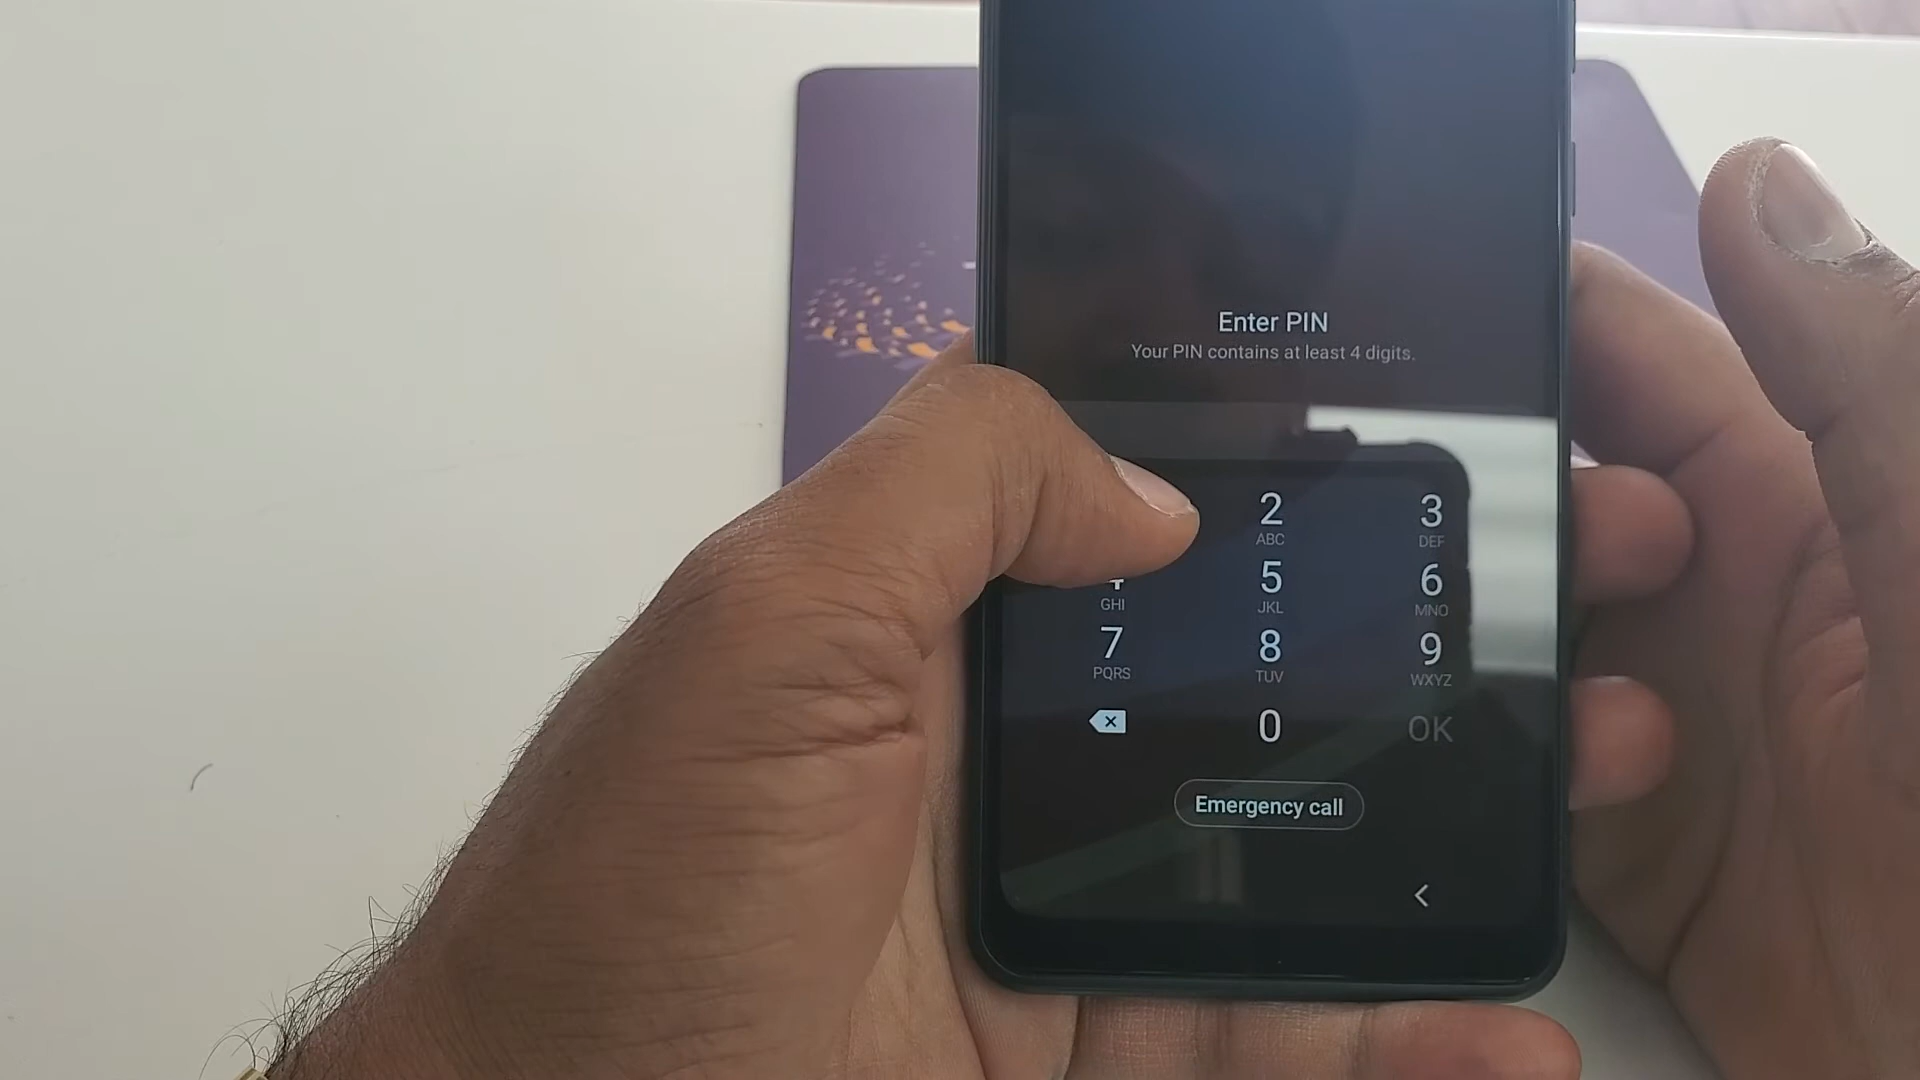 Enter PIN
Your PIN contains at least 4 digits.
2 3
ABC DEF
4 5 6
GHI JKL MNO
7 8 9
PQRS TUV WXYZ
0 OK
Emergency call